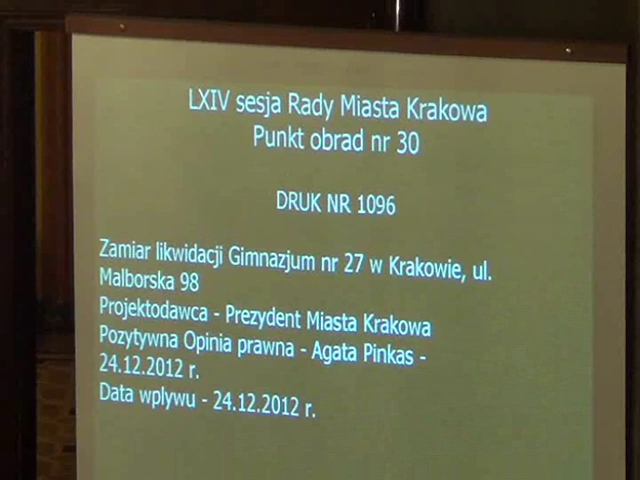 LXIV sesja Rady Miasta Krakowa
Punkt obrad nr 30
DRUK NR 1096
Zamiar likwidacji Gimnazjum nr 27 w Krakowie, ul.
Malborska 98
Projektodawca - Prezydent Miasta Krakowa
Pozytywna Opinia prawna - Agata Pinkas -
24.12.2012 r.
Data wplywu - 24.12.2012 r.